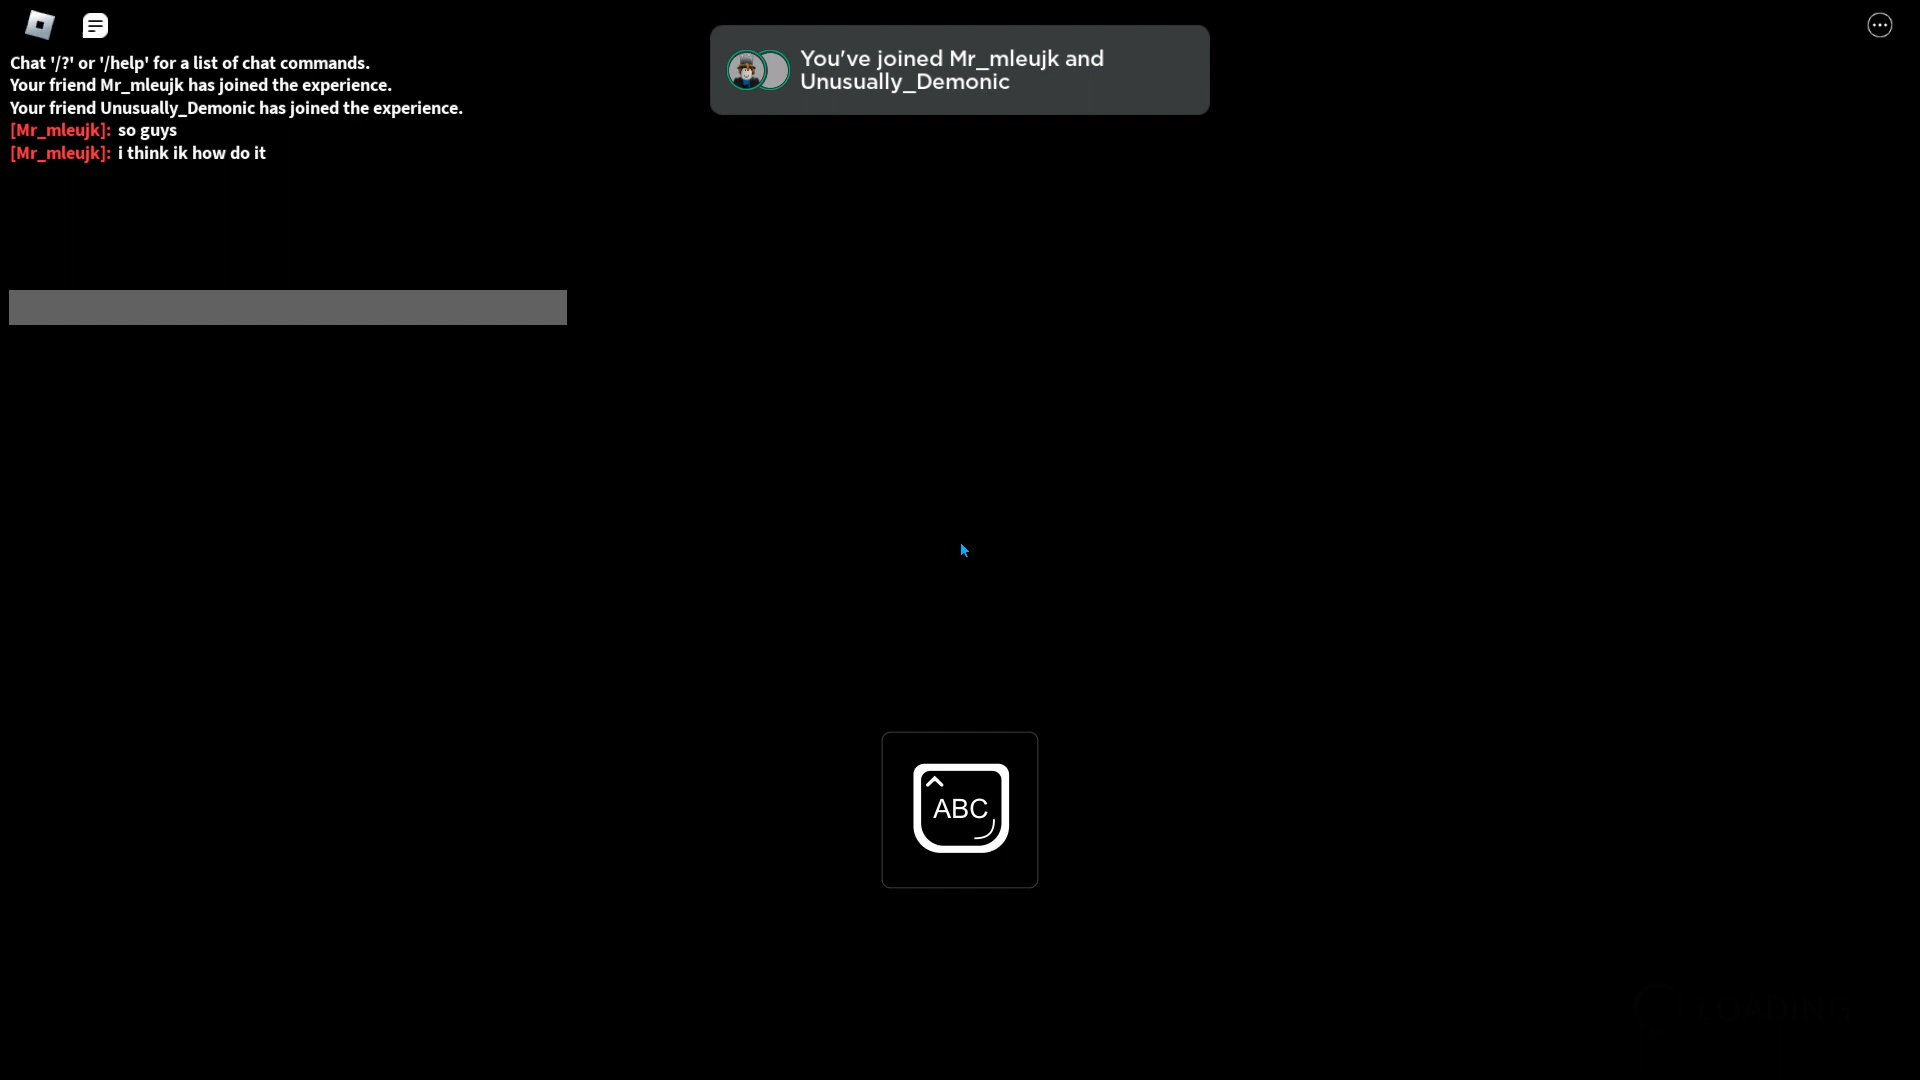 Chat '/?' or '/help' for a list of chat commands.
Your friend Mr_mleujk has joined the experience.
Your friend Unusually_Demonic has joined the experience.
[Mr_mleujk]: so guys
[Mr_mleujk]: i think ik how do it
You've joined Mr_mleujk and
Unusually_Demonic
ABC
LOADING